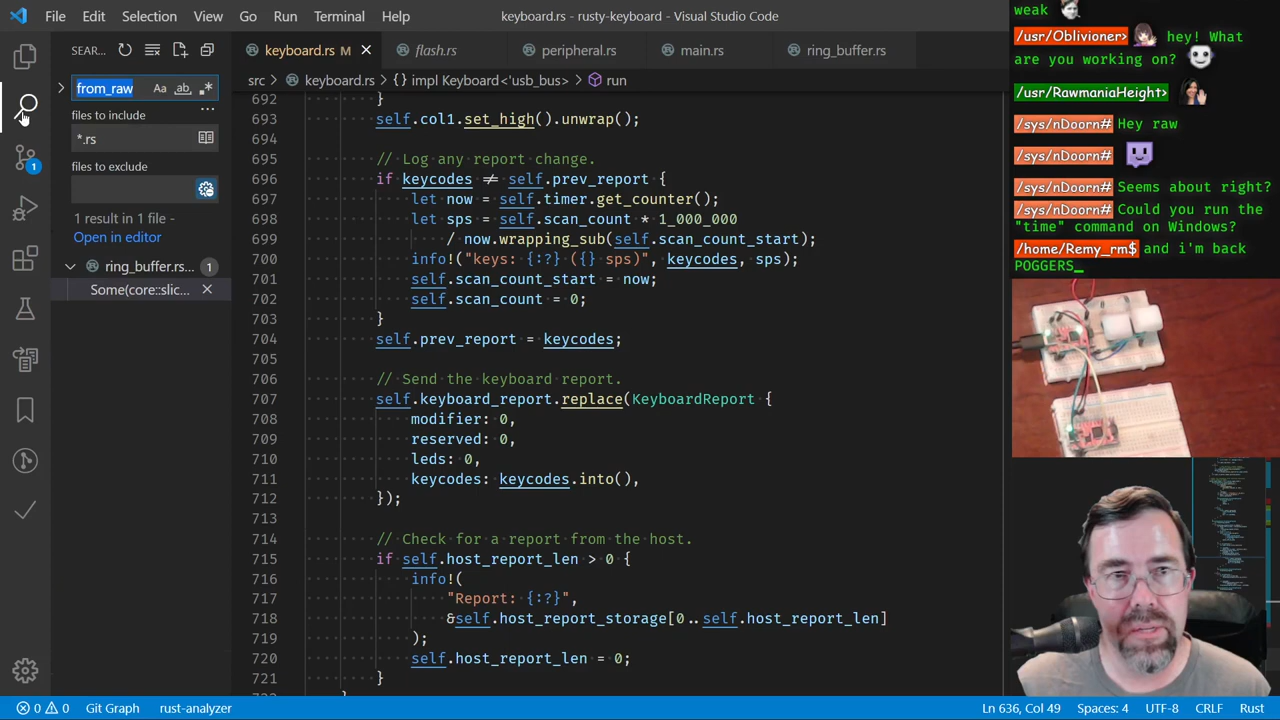 File Edit Selection View Go Run Terminal Help
keyboard.rs - rusty-keyboard - Visual Studio Code
SEAR...
from_raw
Aa ab .*
...
files to include
*.rs
files to exclude
1 result in 1 file -
Open in editor
ring_buffer.rs... 1
Some(core::slic...
1
keyboard.rs M
flash.rs
peripheral.rs
main.rs
ring_buffer.rs
src > keyboard.rs > {} impl Keyboard<'usb_bus> > run
692 }
693 self.col1.set_high().unwrap();
694
695 // Log any report change.
696 if keycodes ≠ self.prev_report {
697 let now = self.timer.get_counter();
698 let sps = self.scan_count * 1_000_000
699 / now.wrapping_sub(self.scan_count_start);
700 info!("keys: {:?} ({} sps)", keycodes, sps);
701 self.scan_count_start = now;
702 self.scan_count = 0;
703 }
704 self.prev_report = keycodes;
705
706 // Send the keyboard report.
707 self.keyboard_report.replace(KeyboardReport {
708 modifier: 0,
709 reserved: 0,
710 leds: 0,
711 keycodes: keycodes.into(),
712 });
713
714 // Check for a report from the host.
715 if self.host_report_len > 0 {
716 info!(
717 "Report: {:?}",
718 &self.host_report_storage[0..self.host_report_len]
719 );
720 self.host_report_len = 0;
721 }
0 0 Git Graph rust-analyzer
Ln 636, Col 49 Spaces: 4 UTF-8 CRLF Rust
weak
/usr/Oblivioner> hey! What
are you working on?
/usr/RawmaniaHeight>
/sys/nDoorn# Hey raw
/sys/nDoorn#
/sys/nDoorn# Seems about right?
/sys/nDoorn# Could you run the
"time" command on Windows?
/home/Remy_rm$ and i'm back
POGGERS_